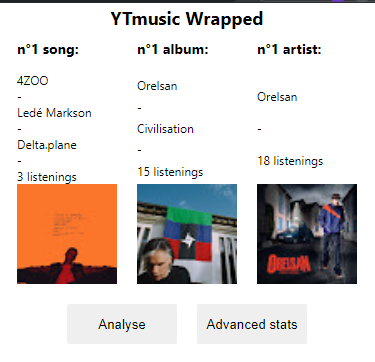 YTmusic Wrapped
n°1 song:
4ZOO
-
Ledé Markson
-
Delta.plane
-
3 listenings
n°1 album:
Orelsan
-
Civilisation
-
15 listenings
n°1 artist:
Orelsan
-
18 listenings
ORELSAN
Analyse
Advanced stats